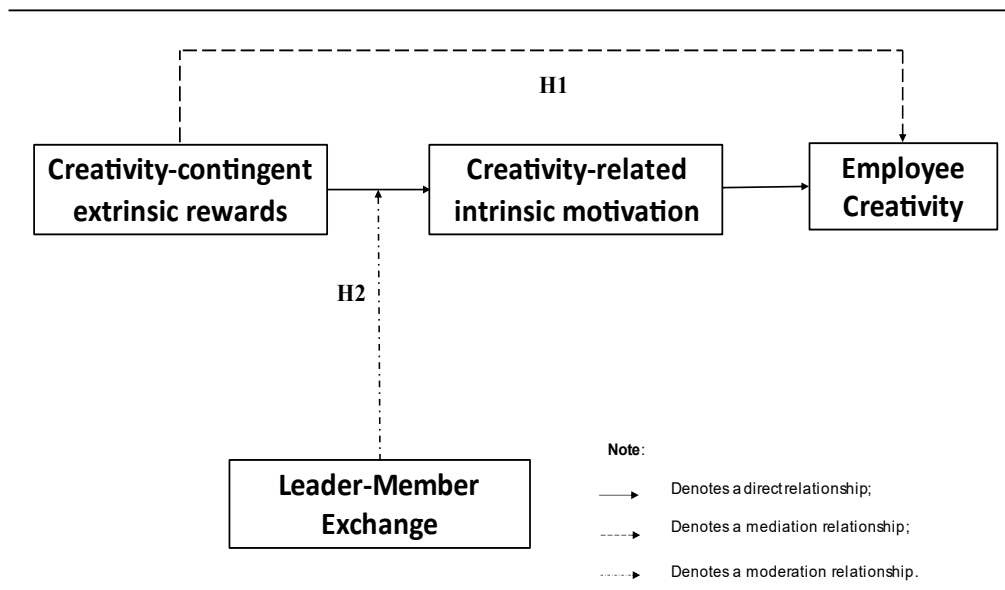 H1
Creativity-contingent
extrinsic rewards
Creativity-related
intrinsic motivation
Employee
Creativity
H2
Leader-Member
Exchange
Note:
Denotes a direct relationship;
Denotes a mediation relationship;
Denotes a moderation relationship.